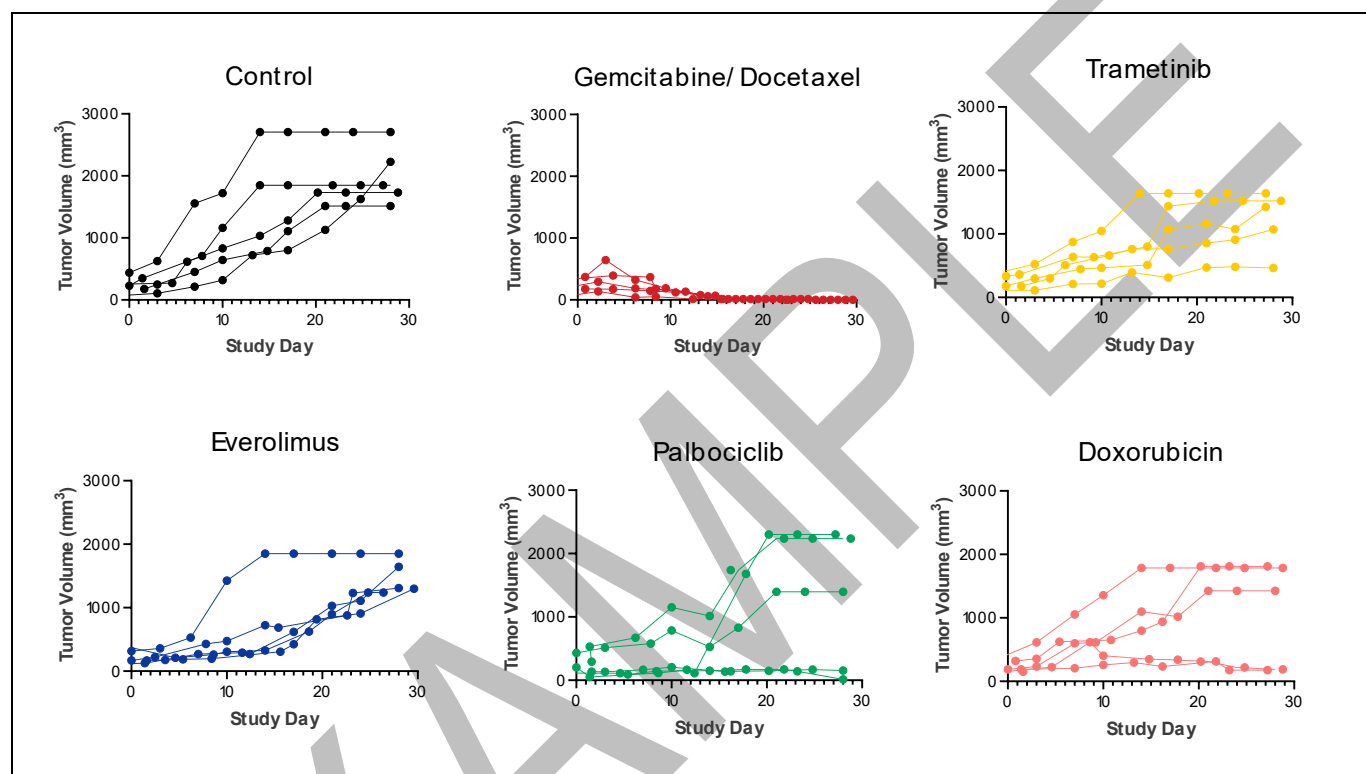 Control
Gemcitabine/ Docetaxel
Trametinib
Tumor Volume (mm³)
3000
2000
1000
0
0 10 20 30
Study Day
Tumor Volume (mm³)
3000
2000
1000
0
0 10 20 30
Study Day
Tumor Volume (mm³)
3000
2000
1000
0
0 10 20 30
Study Day
Everolimus
Palbociclib
Doxorubicin
Tumor Volume (mm³)
3000
2000
1000
0
0 10 20 30
Study Day
Tumor Volume (mm³)
3000
2000
1000
0
0 10 20 30
Study Day
Tumor Volume (mm³)
3000
2000
1000
0
0 10 20 30
Study Day
XAMPLE